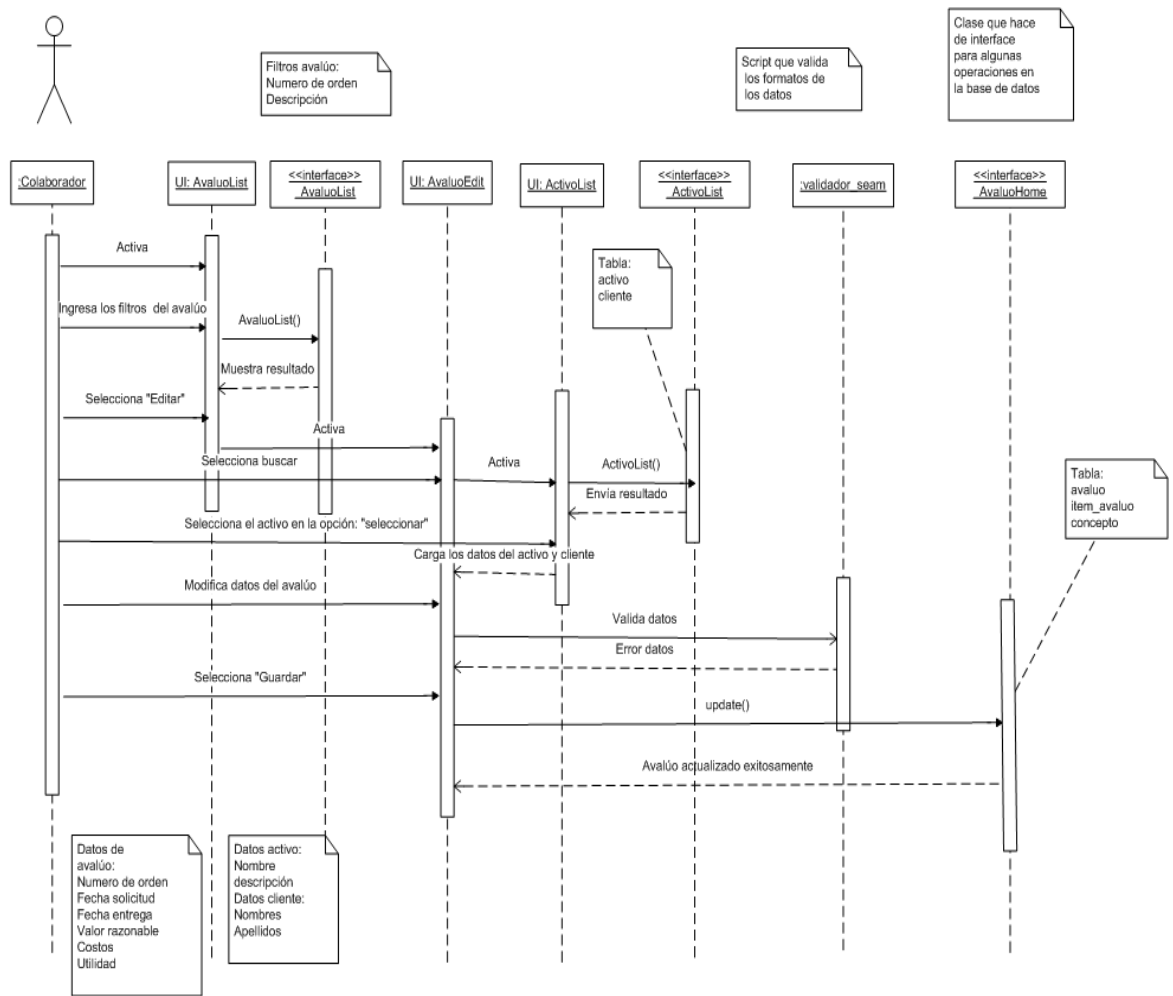 Filtros avalúo:
Numero de orden
Descripción
Script que valida
los formatos de
los datos
Clase que hace
de interface
para algunas
operaciones en
la base de datos
:Colaborador
UI: AvaluoList
<<interface>>
_AvaluoList
UI: AvaluoEdit
UI: ActivoList
<<interface>>
_ActivoList
:validador_seam
<<interface>>
_AvaluoHome
Activa
Ingresa los filtros del avalúo
AvaluoList()
Muestra resultado
Selecciona "Editar"
Activa
Selecciona buscar
Activa
ActivoList()
Envía resultado
Tabla:
activo
cliente
Selecciona el activo en la opción: "seleccionar"
Carga los datos del activo y cliente
Modifica datos del avalúo
Valida datos
Error datos
Selecciona "Guardar"
update()
Avalúo actualizado exitosamente
Tabla:
avaluo
item_avaluo
concepto
Datos de
avalúo:
Numero de orden
Fecha solicitud
Fecha entrega
Valor razonable
Costos
Utilidad
Datos activo:
Nombre
descripción
Datos cliente:
Nombres
Apellidos